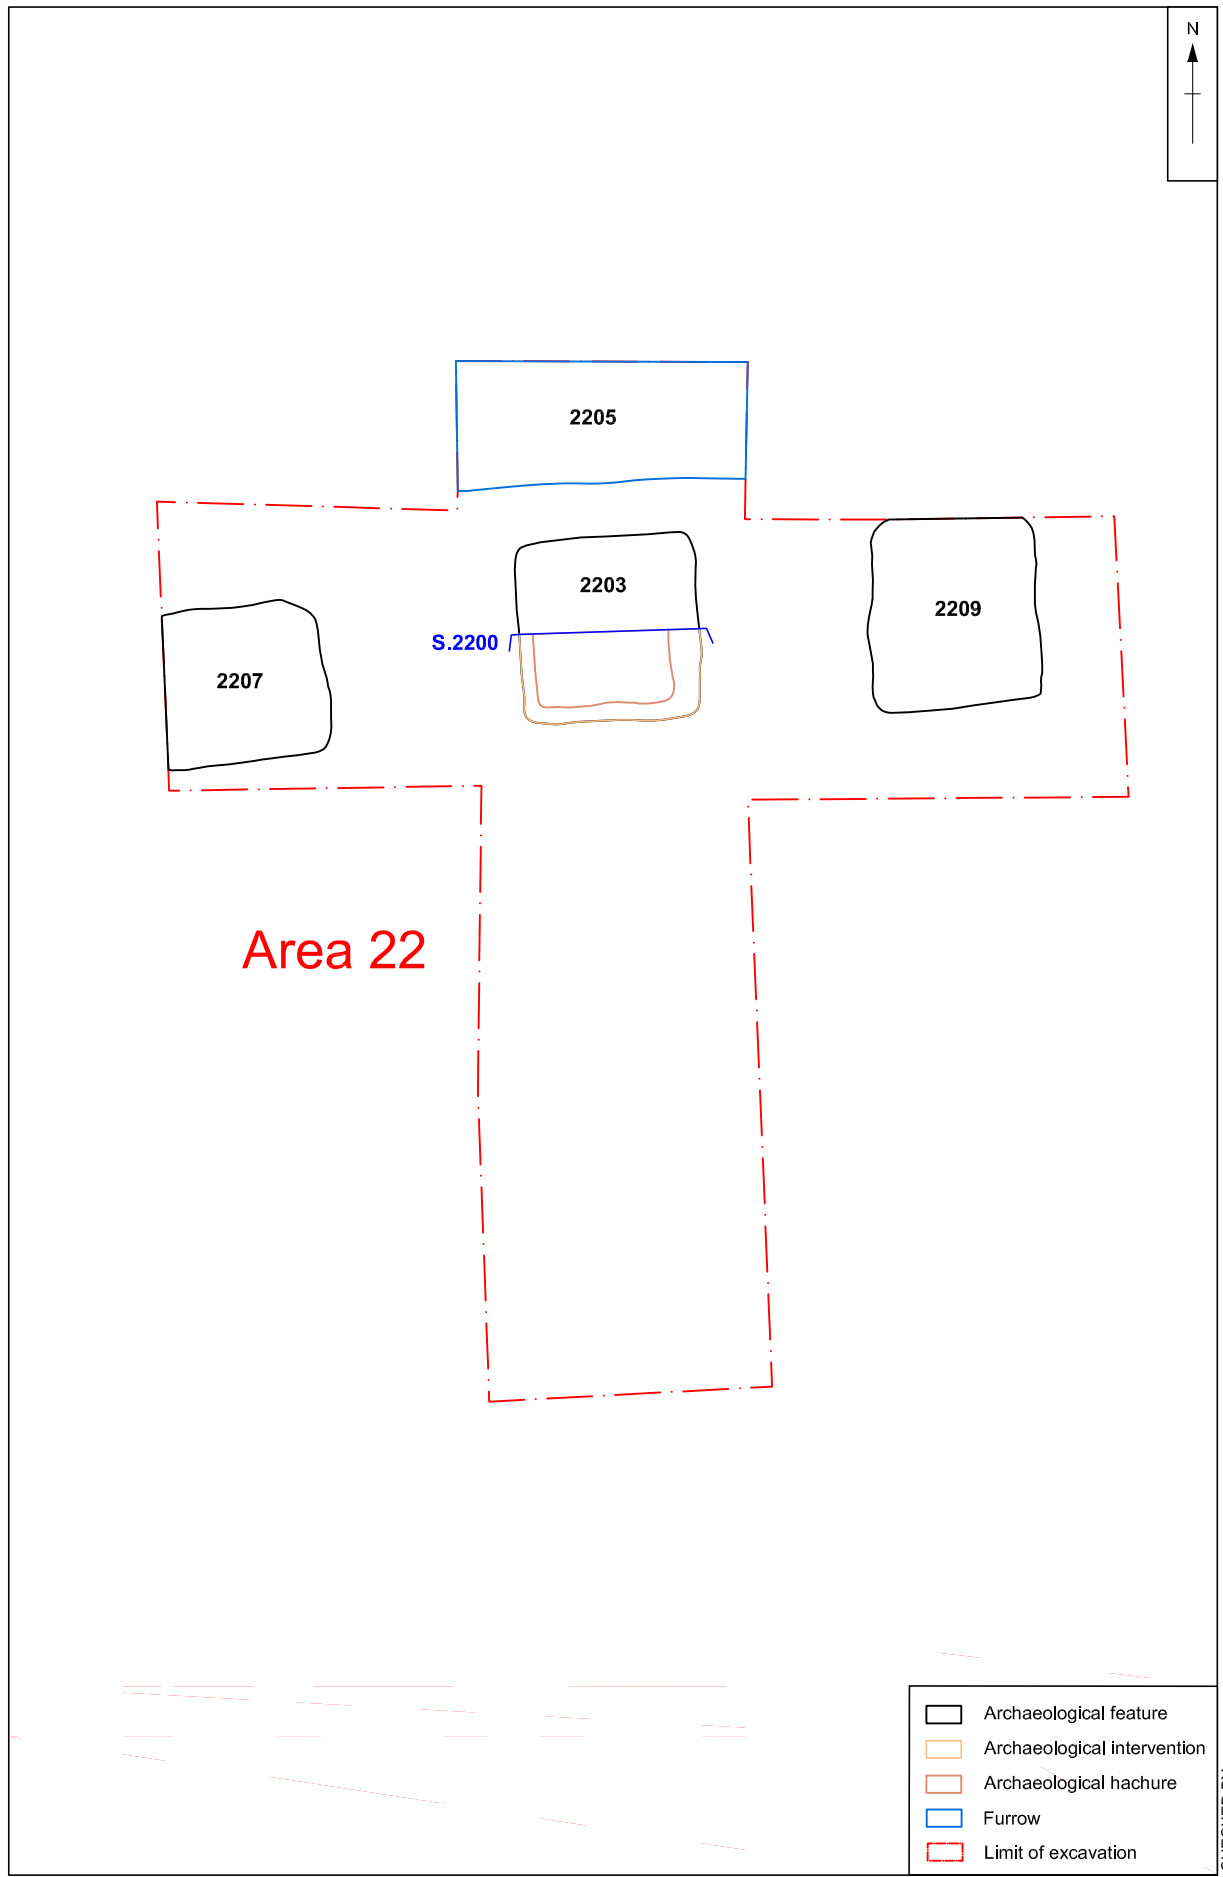 N
2205
2203
2209
S.2200
2207
Area 22
Archaeological feature
Archaeological intervention
Archaeological hachure
Furrow
Limit of excavation